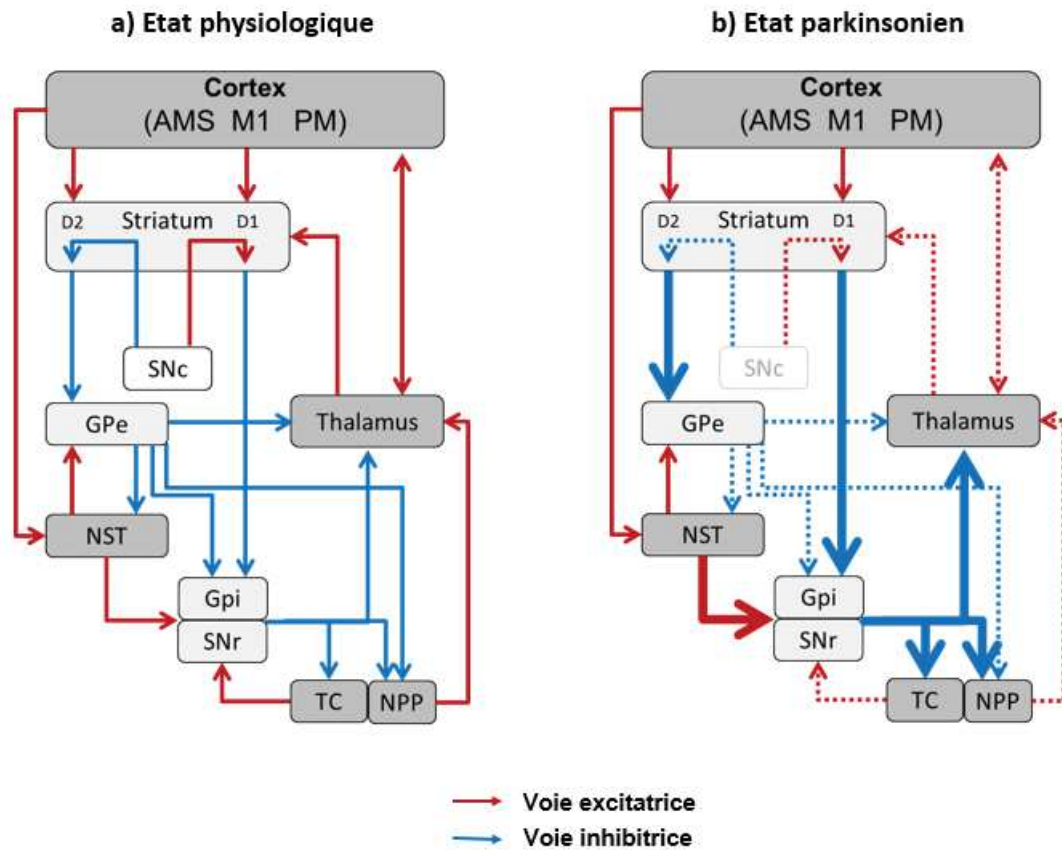 a) Etat physiologique
Cortex
(AMS M1 PM)
D2 Striatum D1
SNc
GPe
Thalamus
NST
Gpi
SNr
TC
NPP
b) Etat parkinsonien
Cortex
(AMS M1 PM)
D2 Striatum D1
SNc
GPe
Thalamus
NST
Gpi
SNr
TC
NPP
Voie excitatrice
Voie inhibitrice